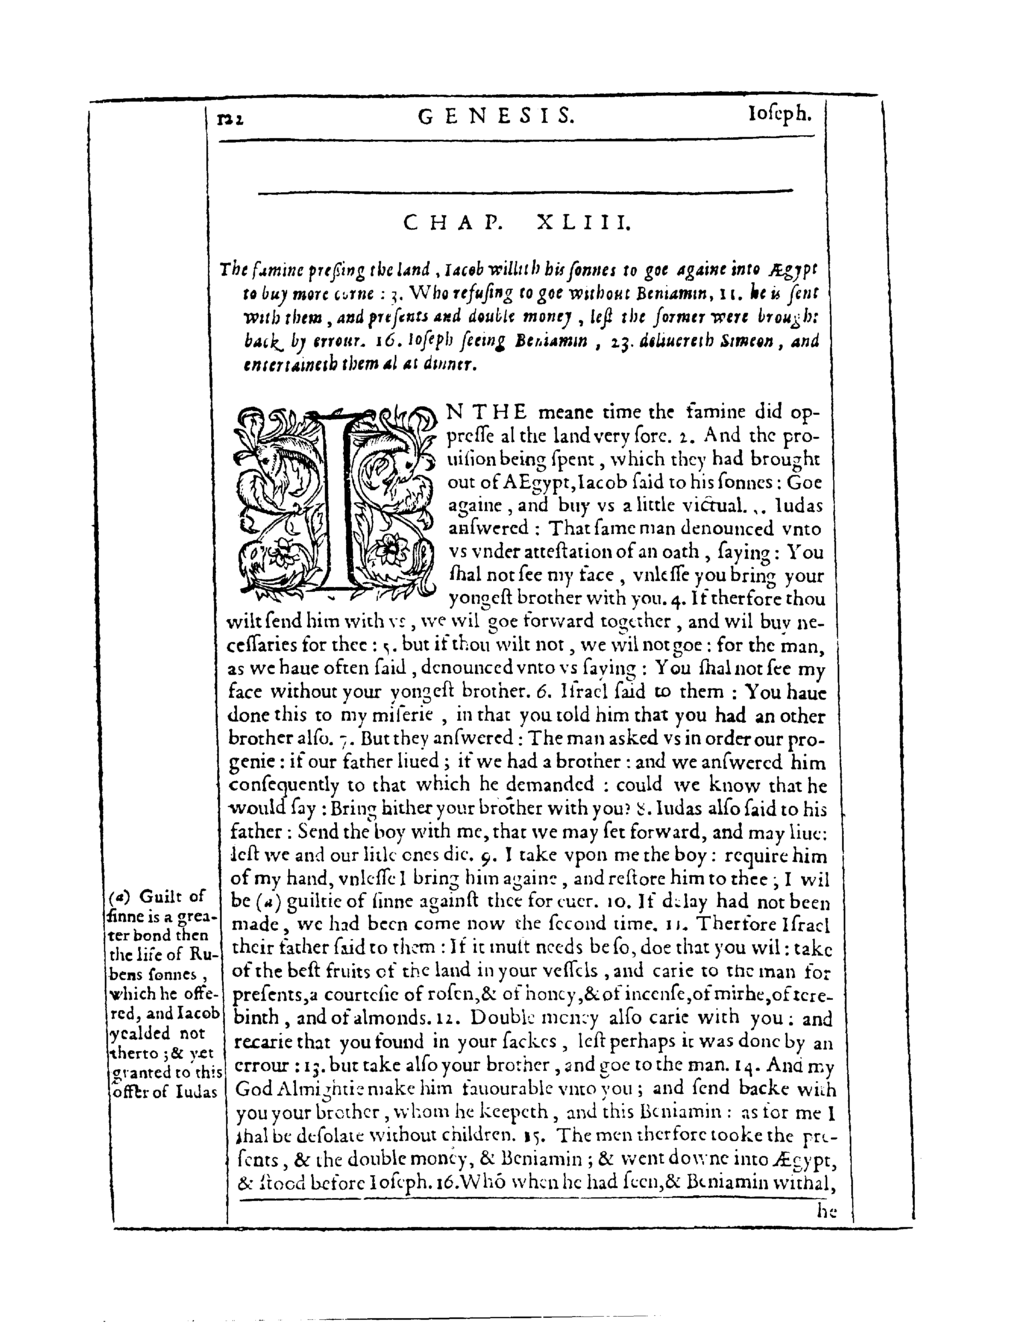 122 GENESIS. Ioſeph.
CHAP. XLIII.
The famine preſsing the land, Iacob willeth his ſonnes to goe againe into Ægypt
to buy more corne : 3. Who refuſing to goe without Beniamin, 11. he is ſent
with them, and preſents and double money, leſt the former were brought
back by errour. 16. Ioſeph ſeeing Beniamin, 23. deliuereth Simeon, and
entertaineth them al at dinner.
IN THE meane time the famine did op-
preſſe al the land very ſore. 2. And the pro-
uiſion being ſpent, which they had brought
out of AEgypt, Iacob ſaid to his ſonnes: Goe
againe, and buy vs a little victual. 3. Iudas
anſwered : That ſame man denounced vnto
vs vnder atteſtation of an oath, ſaying: You
ſhal not ſee my face, vnleſſe you bring your
yongeſt brother with you. 4. If therfore thou
wilt ſend him with vs, we wil goe forward together, and wil buy ne-
ceſſaries for thee : 5. but if thou wilt not, we wil not goe: for the man,
as we haue often ſaid, denounced vnto vs ſaying : You ſhal not ſee my
face without your yongeſt brother. 6. Iſrael ſaid to them : You haue
done this to my miſerie, in that you told him that you had an other
brother alſo. 7. But they anſwered : The man asked vs in order our pro-
genie : if our father liued ; if we had a brother : and we anſwered him
conſequently to that which he demanded : could we know that he
would ſay : Bring hither your brother with you? 8. Iudas alſo ſaid to his
father : Send the boy with me, that we may ſet forward, and may liue:
leſt we and our litle ones die. 9. I take vpon me the boy : require him
of my hand, vnleſſe I bring him againe, and reſtore him to thee ; I wil
be (a) guiltie of ſinne againſt thee for euer. 10. If delay had not been
made, we had been come now the ſecond time. 11. Therfore Iſrael
their father ſaid to them : If it muſt needs be ſo, doe that you wil: take
of the beſt fruits of the land in your veſſels, and carie to the man for
preſents, a courteſie of roſen, & of honey, & of incenſe, of mirhe, of tere-
binth, and of almonds. 12. Double money alſo carie with you : and
recarie that you found in your ſackes, leſt perhaps it was done by an
errour : 13. but take alſo your brother, and goe to the man. 14. And my
God Almightie make him fauourable vnto you ; and ſend backe with
you your brother, whom he keepeth, and this Beniamin : as for me I
ſhal be deſolate without children. 15. The men therfore tooke the pre-
ſents, & the double money, & Beniamin ; & went downe into Ægypt,
& ſtood before Ioſeph. 16. Whō when he had ſeen, & Beniamin withal,
he
(a) Guilt of
ſinne is a grea-
ter bond then
the life of Ru-
bens ſonnes,
which he offe-
red, and Iacob
yealded not
therto ; & yet
granted to this
offer of Iudas